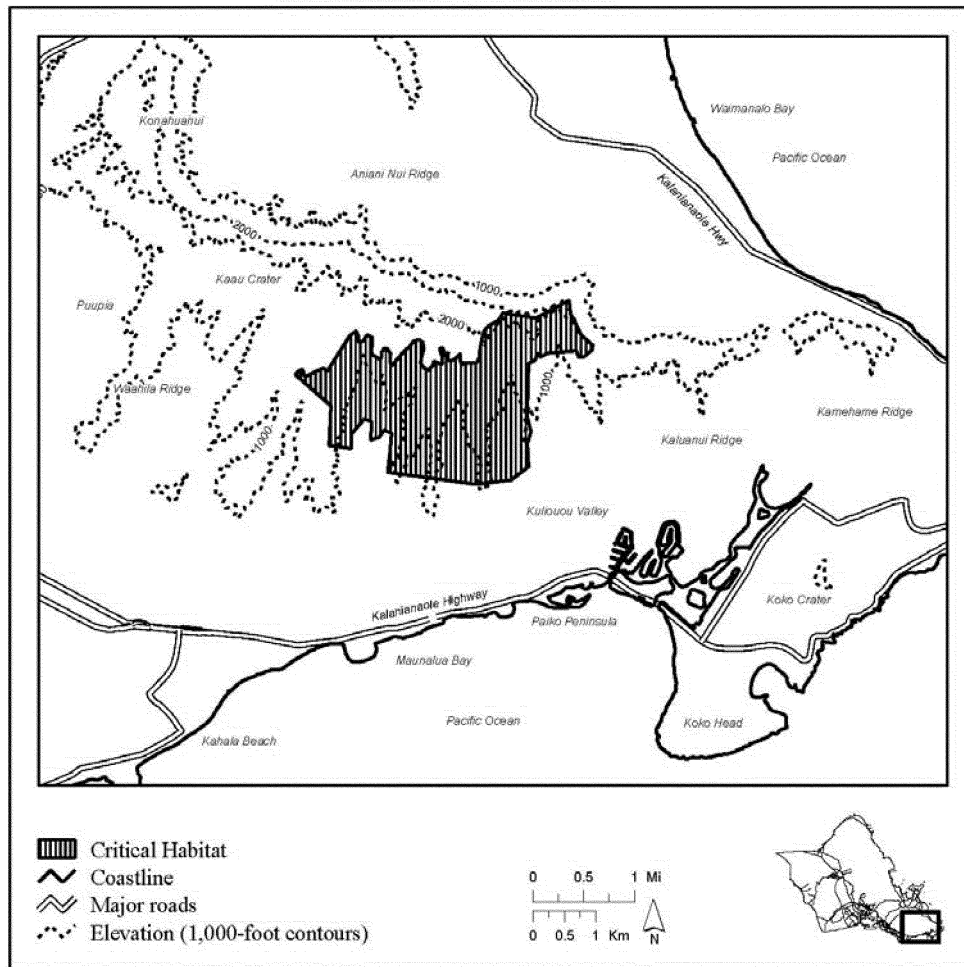 Waimanalo Bay
Konahuanui
Pacific Ocean
Aniani Nui Ridge
Kalanianaole Hwy
2000
Kaau Crater
1000
Puupia
2000
1000
Waahila Ridge
Kamehame Ridge
1000
Kaluanui Ridge
Kuliouou Valley
Kalanianaole Highway
Koko Crater
Paiko Peninsula
Maunalua Bay
Pacific Ocean
Koko Head
Kahala Beach
Critical Habitat
Coastline
Major roads
Elevation (1,000-foot contours)
0 0.5 1 Mi
0 0.5 1 Km
N